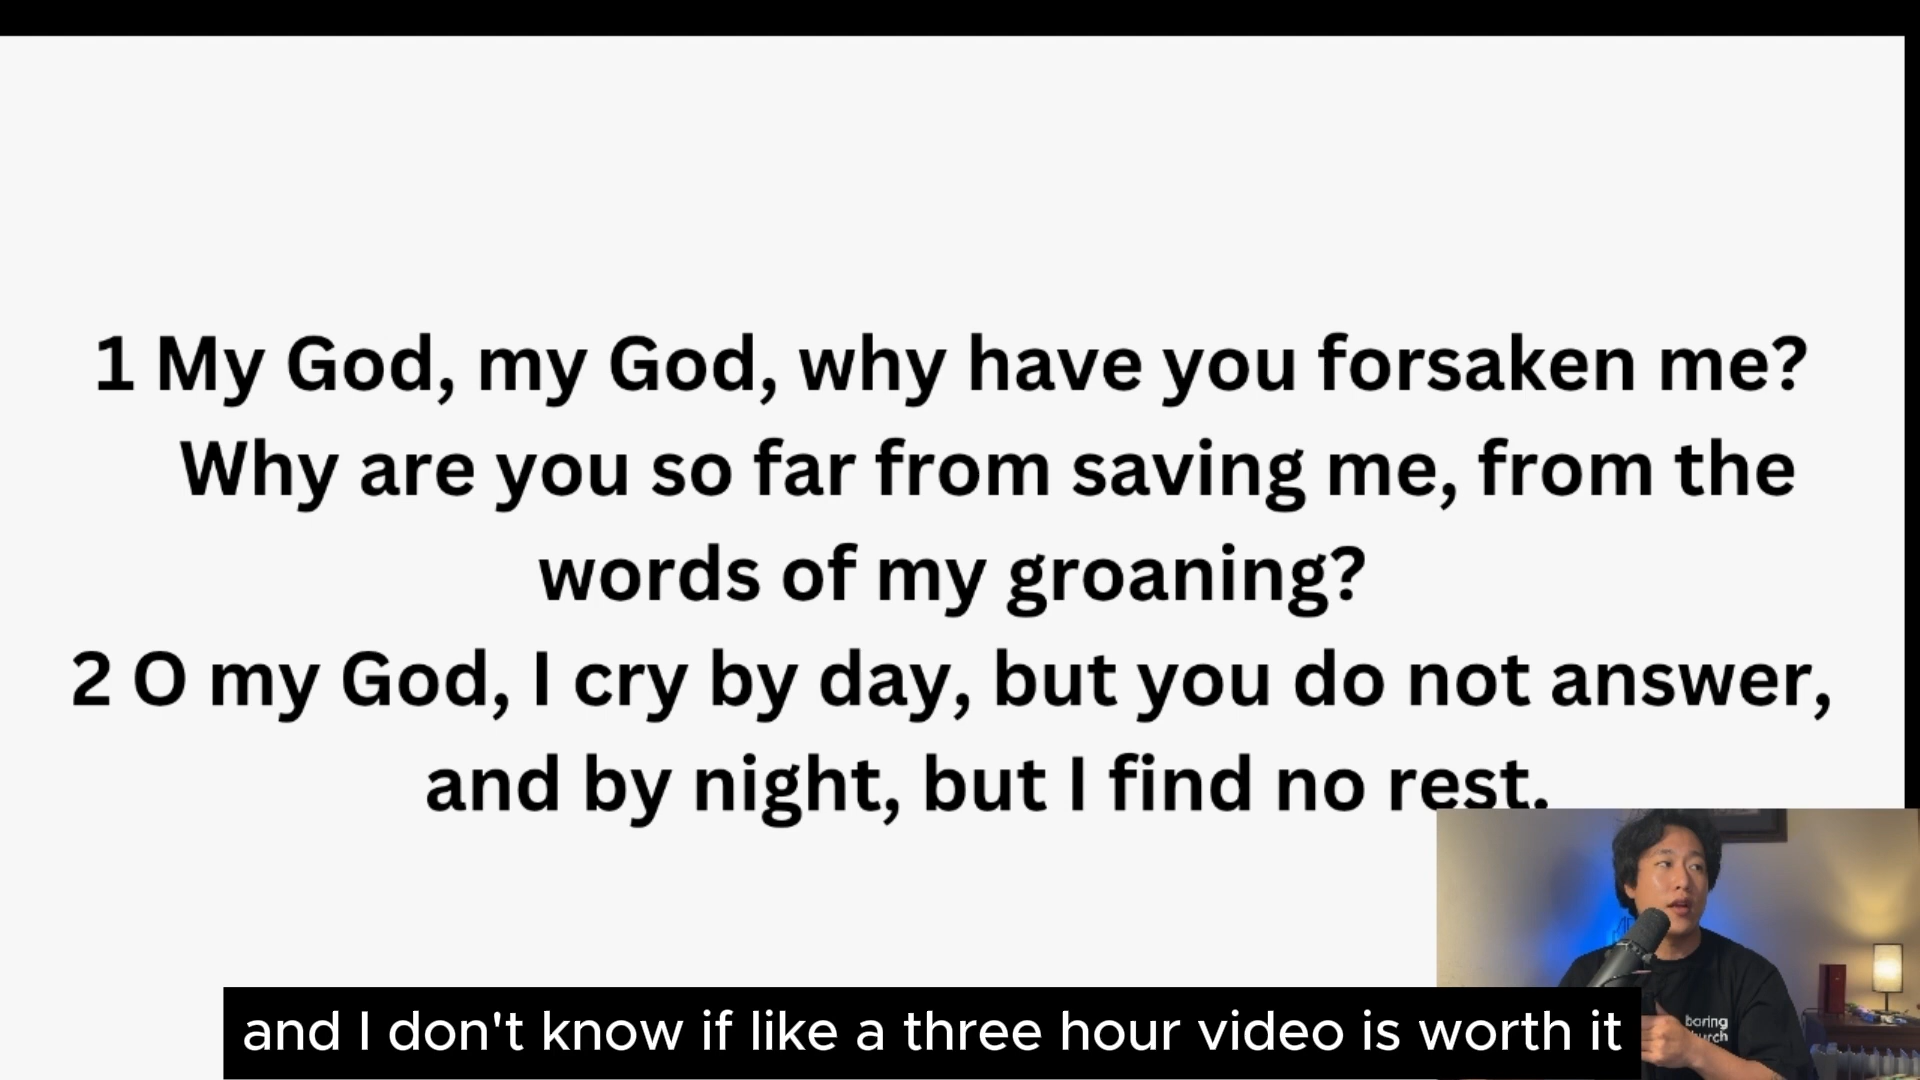 1 My God, my God, why have you forsaken me?
Why are you so far from saving me, from the
words of my groaning?
2 O my God, I cry by day, but you do not answer,
and by night, but I find no rest.
boring
and I don't know if like a three hour video is worth it